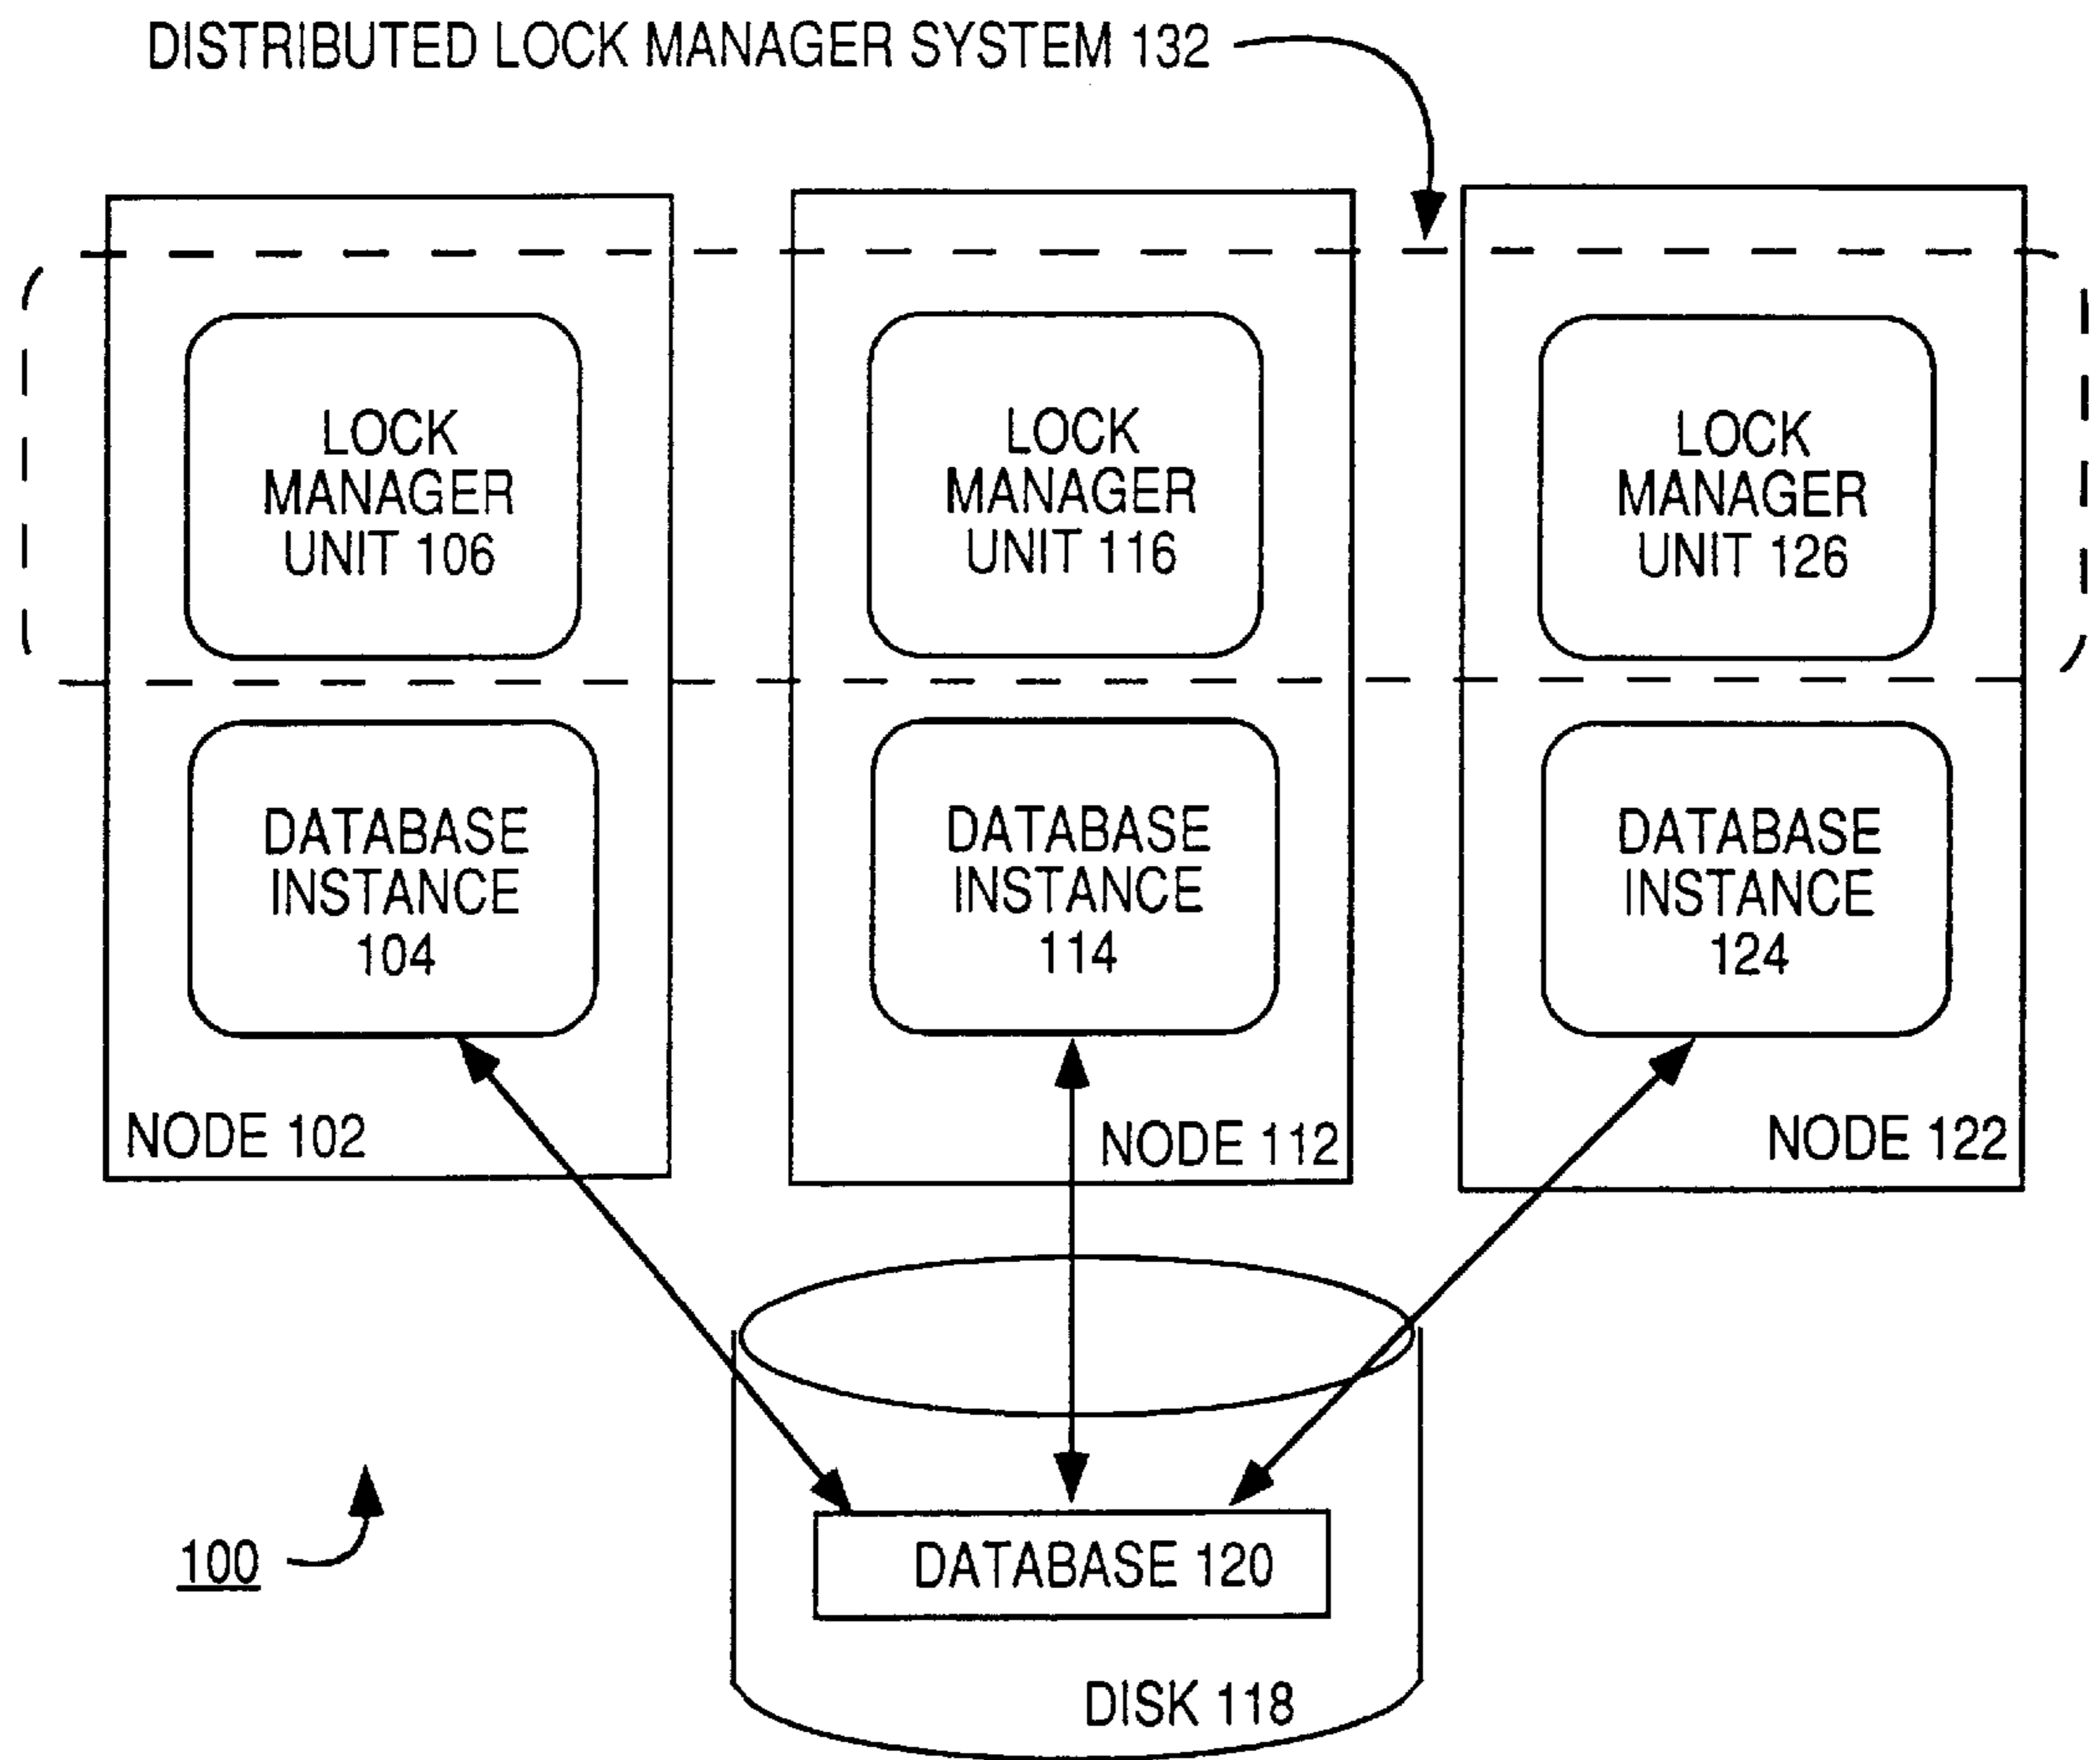 DISTRIBUTED LOCK MANAGER SYSTEM 132
LOCK
MANAGER
UNIT 106
LOCK
MANAGER
UNIT 116
LOCK
MANAGER
UNIT 126
DATABASE
INSTANCE
104
DATABASE
INSTANCE
114
DATABASE
INSTANCE
124
NODE 102
NODE 112
NODE 122
100
DATABASE 120
DISK 118